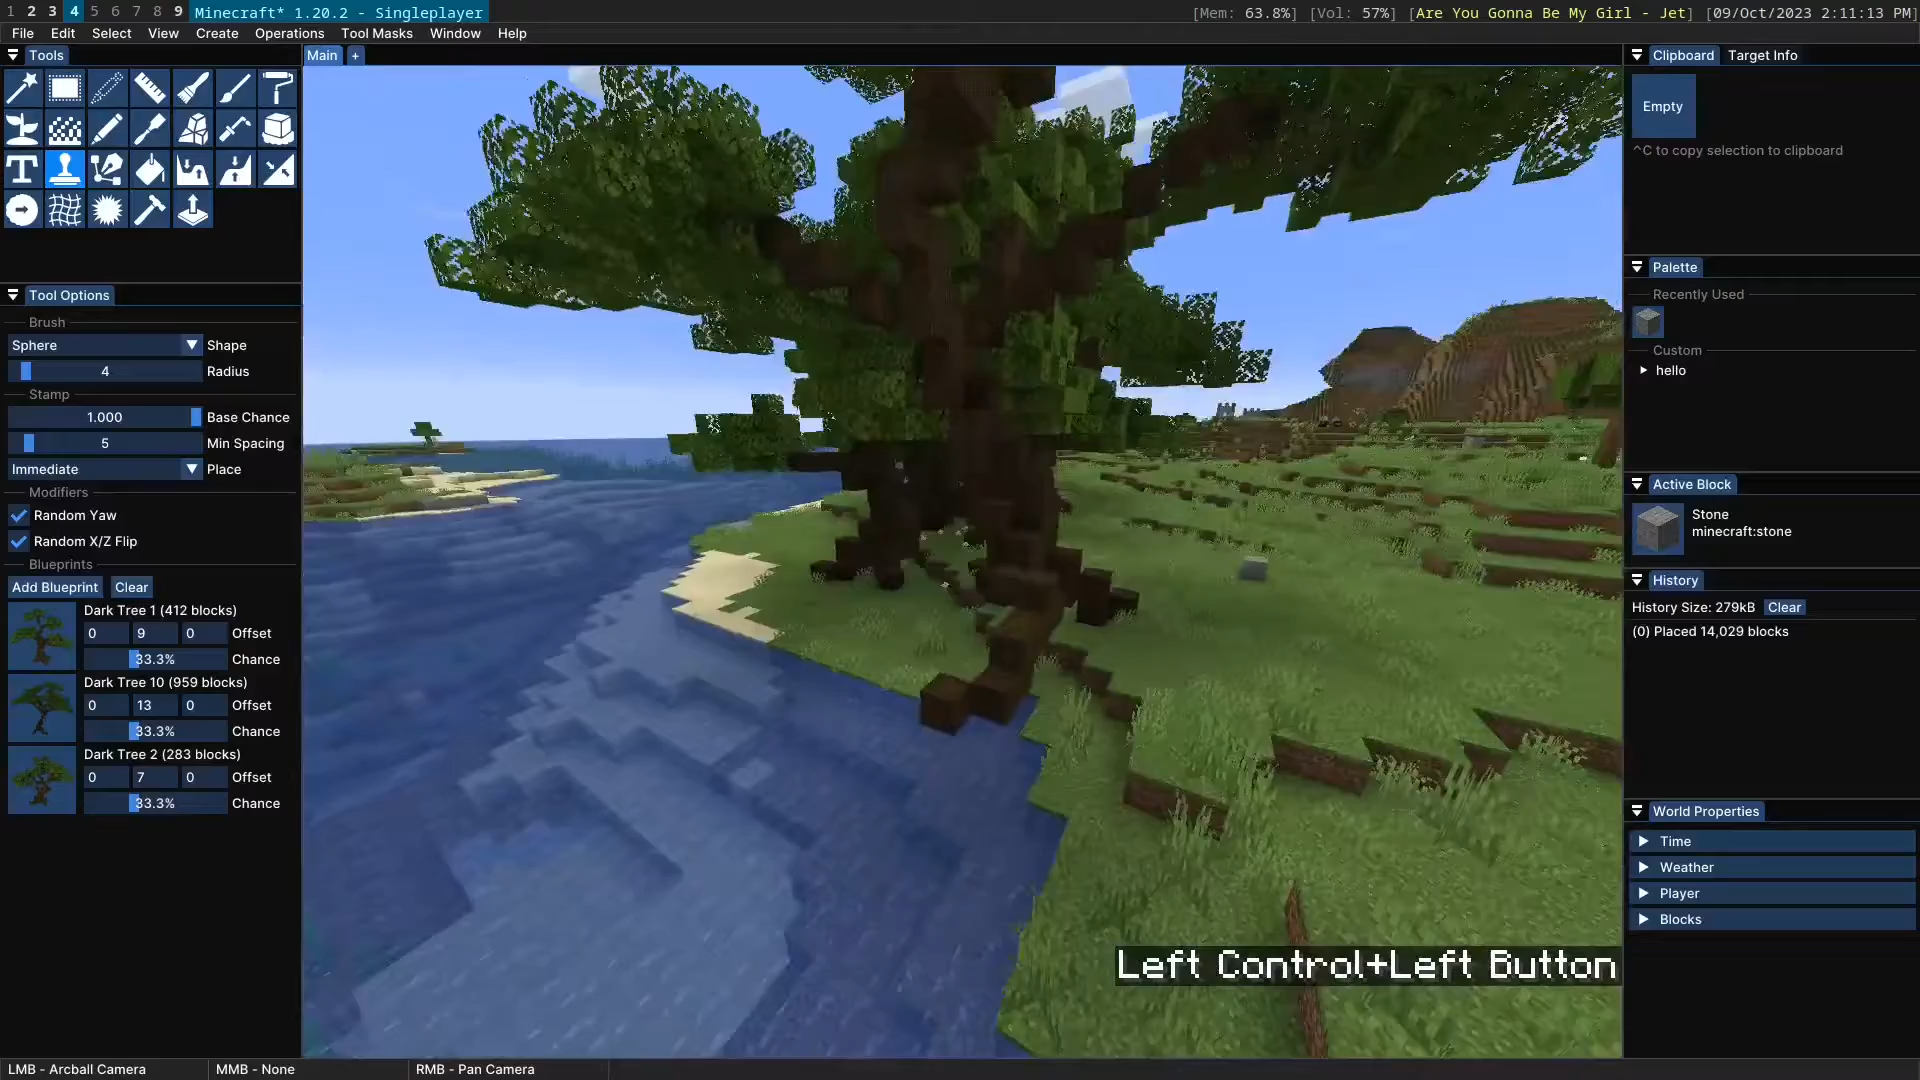 1 2 3 4 5 6 7 8 9 Minecraft* 1.20.2 - Singleplayer [Mem: 63.8%] [Vol: 57%] [Are You Gonna Be My Girl - Jet] [09/Oct/2023 2:11:13 PM]
File Edit Select View Create Operations Tool Masks Window Help
Tools
Main +
Clipboard Target Info
Empty
^C to copy selection to clipboard
Palette
Recently Used
Custom
hello
Active Block
Stone
minecraft:stone
History
History Size: 279kB Clear
(0) Placed 14,029 blocks
World Properties
Time
Weather
Player
Blocks
Tool Options
Brush
Sphere Shape
4 Radius
Stamp
1.000 Base Chance
5 Min Spacing
Immediate Place
Modifiers
Random Yaw
Random X/Z Flip
Blueprints
Add Blueprint Clear
Dark Tree 1 (412 blocks)
0 9 0 Offset
33.3% Chance
Dark Tree 10 (959 blocks)
0 13 0 Offset
33.3% Chance
Dark Tree 2 (283 blocks)
0 7 0 Offset
33.3% Chance
Left Control+Left Button
LMB - Arcball Camera MMB - None RMB - Pan Camera